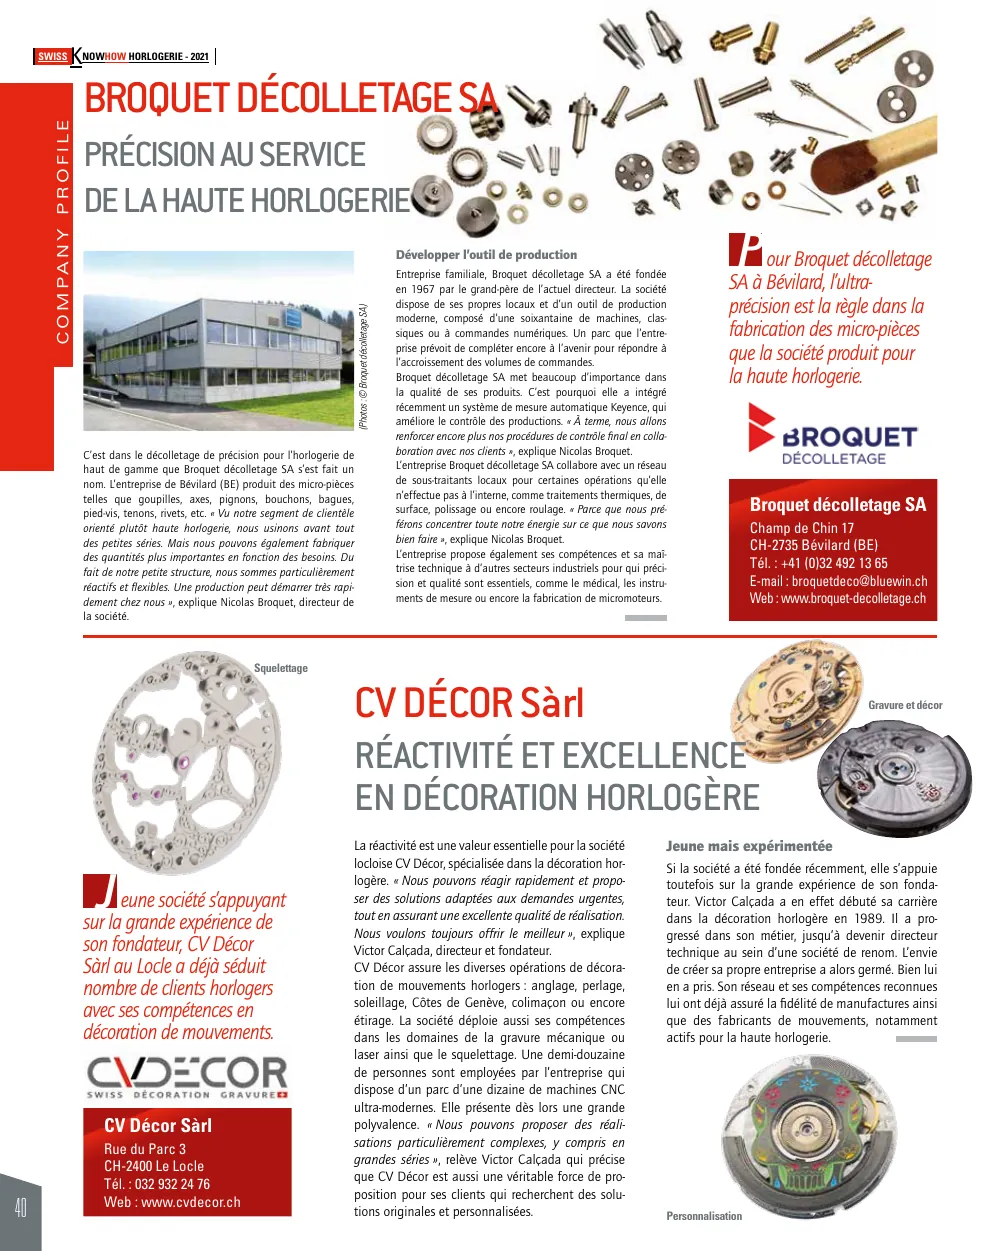 SWISS KNOWHOW HORLOGERIE - 2021
COMPANY PROFILE
BROQUET DÉCOLLETAGE SA
PRÉCISION AU SERVICE
DE LA HAUTE HORLOGERIE
(Photos : © Broquet décolletage SA)
C’est dans le décolletage de précision pour l’horlogerie de
haut de gamme que Broquet décolletage SA s’est fait un
nom. L’entreprise de Bévilard (BE) produit des micro-pièces
telles que goupilles, axes, pignons, bouchons, bagues,
pied-vis, tenons, rivets, etc. « Vu notre segment de clientèle
orienté plutôt haute horlogerie, nous usinons avant tout
des petites séries. Mais nous pouvons également fabriquer
des quantités plus importantes en fonction des besoins. Du
fait de notre petite structure, nous sommes particulièrement
réactifs et flexibles. Une production peut démarrer très rapi-
dement chez nous », explique Nicolas Broquet, directeur de
la société.
Développer l’outil de production
Entreprise familiale, Broquet décolletage SA a été fondée
en 1967 par le grand-père de l’actuel directeur. La société
dispose de ses propres locaux et d’un outil de production
moderne, composé d’une soixantaine de machines, clas-
siques ou à commandes numériques. Un parc que l’entre-
prise prévoit de compléter encore à l’avenir pour répondre à
l’accroissement des volumes de commandes.
Broquet décolletage SA met beaucoup d’importance dans
la qualité de ses produits. C’est pourquoi elle a intégré
récemment un système de mesure automatique Keyence, qui
améliore le contrôle des productions. « À terme, nous allons
renforcer encore plus nos procédures de contrôle final en colla-
boration avec nos clients », explique Nicolas Broquet.
L’entreprise Broquet décolletage SA collabore avec un réseau
de sous-traitants locaux pour certaines opérations qu’elle
n’effectue pas à l’interne, comme traitements thermiques, de
surface, polissage ou encore roulage. « Parce que nous pré-
férons concentrer toute notre énergie sur ce que nous savons
bien faire », explique Nicolas Broquet.
L’entreprise propose également ses compétences et sa maî-
trise technique à d’autres secteurs industriels pour qui préci-
sion et qualité sont essentiels, comme le médical, les instru-
ments de mesure ou encore la fabrication de micromoteurs.
Pour Broquet décolletage
SA à Bévilard, l’ultra-
précision est la règle dans la
fabrication des micro-pièces
que la société produit pour
la haute horlogerie.
BROQUET
DÉCOLLETAGE
Broquet décolletage SA
Champ de Chin 17
CH-2735 Bévilard (BE)
Tél. : +41 (0)32 492 13 65
E-mail : broquetdeco@bluewin.ch
Web : www.broquet-decolletage.ch
Squelettage
CV DÉCOR Sàrl
RÉACTIVITÉ ET EXCELLENCE
EN DÉCORATION HORLOGÈRE
Gravure et décor
Jeune société s’appuyant
sur la grande expérience de
son fondateur, CV Décor
Sàrl au Locle a déjà séduit
nombre de clients horlogers
avec ses compétences en
décoration de mouvements.
CVDECOR
SWISS DÉCORATION GRAVURE
CV Décor Sàrl
Rue du Parc 3
CH-2400 Le Locle
Tél. : 032 932 24 76
Web : www.cvdecor.ch
La réactivité est une valeur essentielle pour la société
locloise CV Décor, spécialisée dans la décoration hor-
logère. « Nous pouvons réagir rapidement et propo-
ser des solutions adaptées aux demandes urgentes,
tout en assurant une excellente qualité de réalisation.
Nous voulons toujours offrir le meilleur », explique
Victor Calçada, directeur et fondateur.
CV Décor assure les diverses opérations de décora-
tion de mouvements horlogers : anglage, perlage,
soleillage, Côtes de Genève, colimaçon ou encore
étirage. La société déploie aussi ses compétences
dans les domaines de la gravure mécanique ou
laser ainsi que le squelettage. Une demi-douzaine
de personnes sont employées par l’entreprise qui
dispose d’un parc d’une dizaine de machines CNC
ultra-modernes. Elle présente dès lors une grande
polyvalence. « Nous pouvons proposer des réali-
sations particulièrement complexes, y compris en
grandes séries », relève Victor Calçada qui précise
que CV Décor est aussi une véritable force de pro-
position pour ses clients qui recherchent des solu-
tions originales et personnalisées.
Jeune mais expérimentée
Si la société a été fondée récemment, elle s’appuie
toutefois sur la grande expérience de son fonda-
teur. Victor Calçada a en effet débuté sa carrière
dans la décoration horlogère en 1989. Il a pro-
gressé dans son métier, jusqu’à devenir directeur
technique au sein d’une société de renom. L’envie
de créer sa propre entreprise a alors germé. Bien lui
en a pris. Son réseau et ses compétences reconnues
lui ont déjà assuré la fidélité de manufactures ainsi
que des fabricants de mouvements, notamment
actifs pour la haute horlogerie.
Personnalisation
40